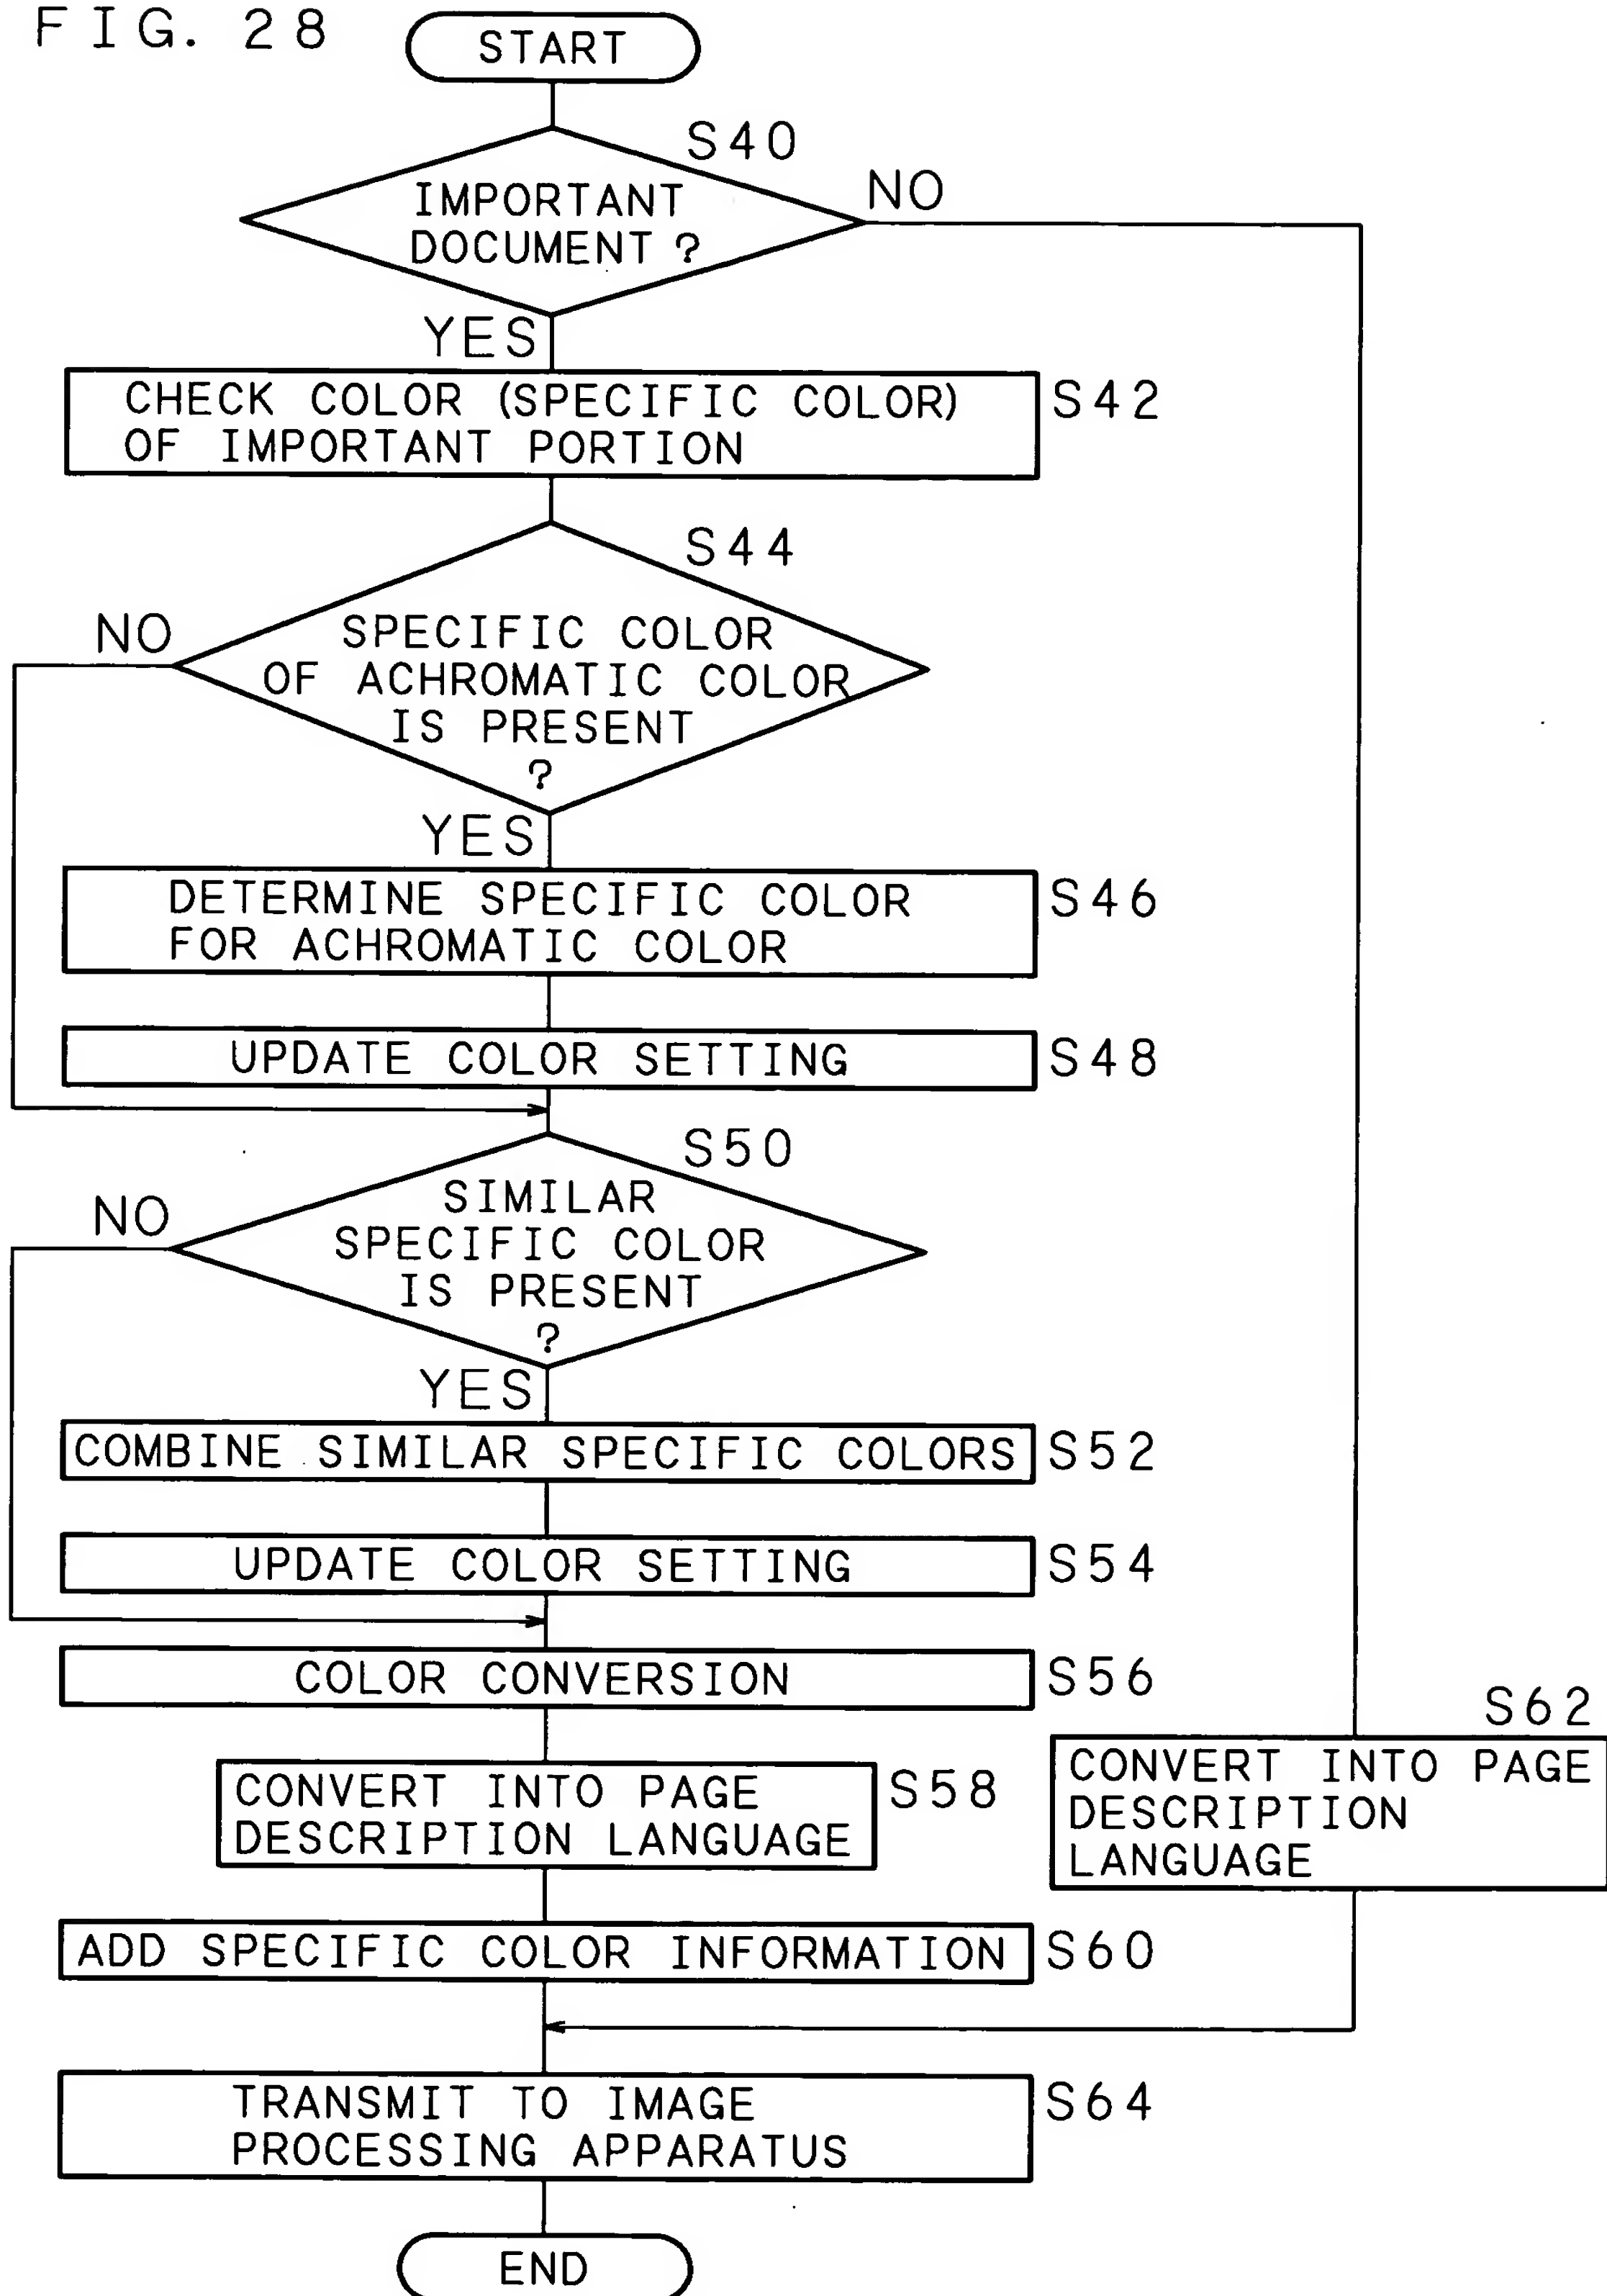 FIG. 28
START
S40
IMPORTANT
DOCUMENT ?
NO
YES
CHECK COLOR (SPECIFIC COLOR)
OF IMPORTANT PORTION
S42
S44
NO
SPECIFIC COLOR
OF ACHROMATIC COLOR
IS PRESENT
?
YES
DETERMINE SPECIFIC COLOR
FOR ACHROMATIC COLOR
S46
UPDATE COLOR SETTING
S48
S50
NO
SIMILAR
SPECIFIC COLOR
IS PRESENT
?
YES
COMBINE SIMILAR SPECIFIC COLORS
S52
UPDATE COLOR SETTING
S54
COLOR CONVERSION
S56
CONVERT INTO PAGE
DESCRIPTION LANGUAGE
S58
S62
CONVERT INTO PAGE
DESCRIPTION
LANGUAGE
ADD SPECIFIC COLOR INFORMATION
S60
TRANSMIT TO IMAGE
PROCESSING APPARATUS
S64
END